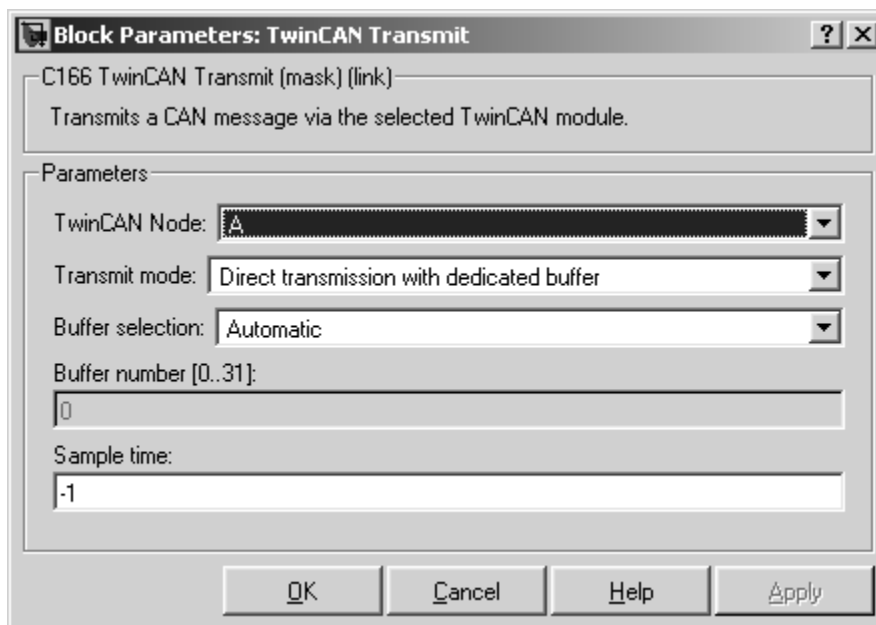 Block Parameters: TwinCAN Transmit
C166 TwinCAN Transmit (mask) (link)
Transmits a CAN message via the selected TwinCAN module.
Parameters
TwinCAN Node: A
Transmit mode: Direct transmission with dedicated buffer
Buffer selection: Automatic
Buffer number [0..31]:
0
Sample time:
-1
OK Cancel Help Apply